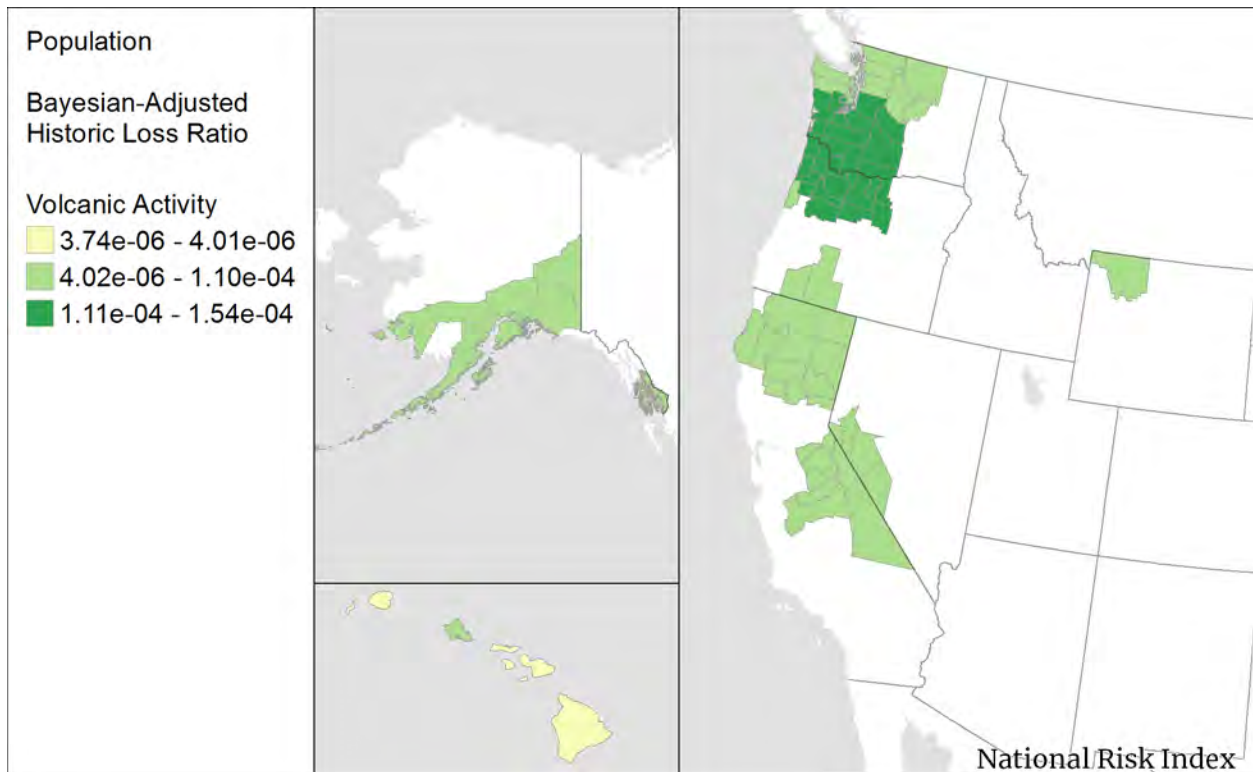 Population
Bayesian-Adjusted
Historic Loss Ratio
Volcanic Activity
3.74e-06 - 4.01e-06
4.02e-06 - 1.10e-04
1.11e-04 - 1.54e-04
National Risk Index